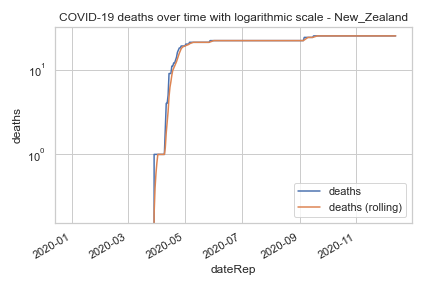 COVID-19 deaths over time with logarithmic scale - New_Zealand
deaths
10¹
10⁰
deaths
deaths (rolling)
2020-01
2020-03
2020-05
2020-07
2020-09
2020-11
dateRep